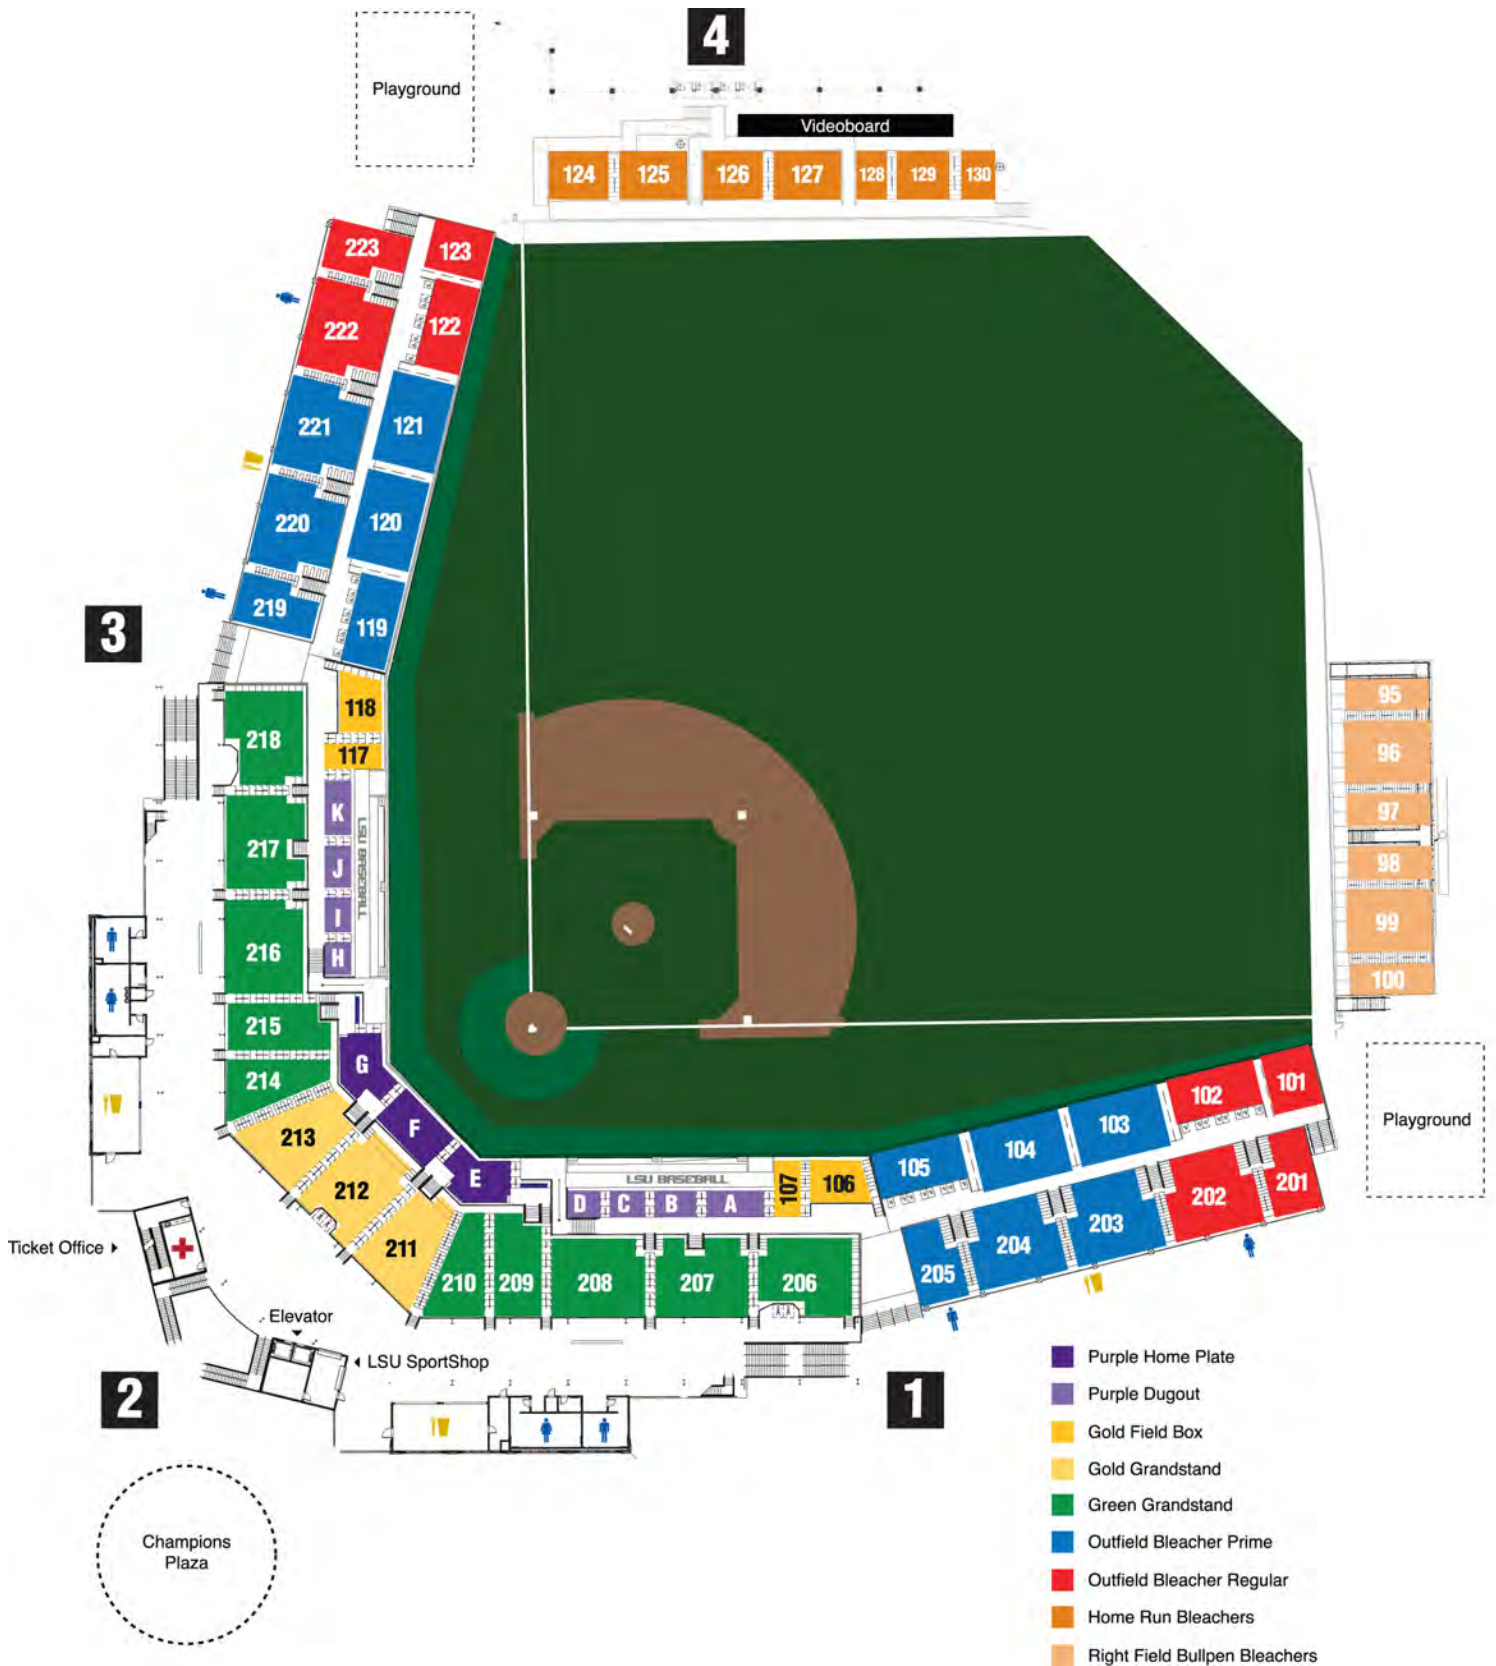 4
Playground
Videoboard
124 125 126 127 128 129 130
223 123
222 122
221 121
220 120
219 119
3
118
117
218
K
217
J
LSU BASEBALL
I
216
H
215
G
214
F
213
E
212
211
210 209 208 207 206
LSU BASEBALL
D C B A
107 106
105 104 103 102 101
205 204 203 202 201
95
96
97
98
99
100
Playground
Ticket Office
Elevator
LSU SportShop
2
1
Champions
Plaza
Purple Home Plate
Purple Dugout
Gold Field Box
Gold Grandstand
Green Grandstand
Outfield Bleacher Prime
Outfield Bleacher Regular
Home Run Bleachers
Right Field Bullpen Bleachers